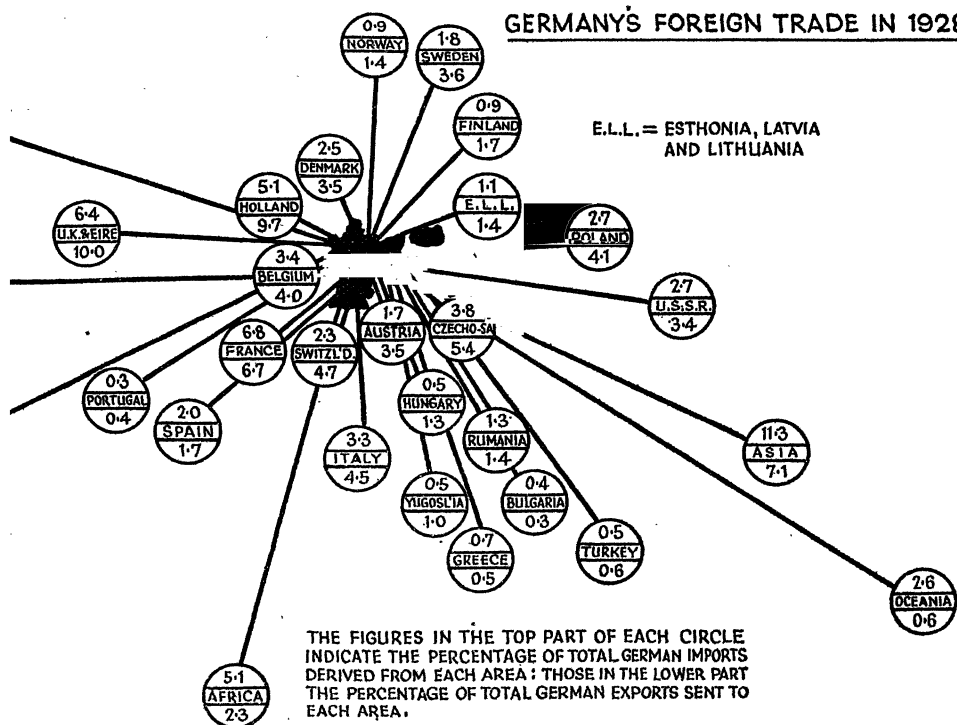 GERMANY'S FOREIGN TRADE IN 1928
0·9
NORWAY
1·4
1·8
SWEDEN
3·6
0·9
FINLAND
1·7
E.L.L. = ESTHONIA, LATVIA
AND LITHUANIA
2·5
DENMARK
3·5
5·1
HOLLAND
9·7
1·1
E.L.L.
1·4
6·4
U.K.&EIRE
10·0
2·7
POLAND
4·1
3·4
BELGIUM
4·0
2·7
U.S.S.R.
3·4
6·8
FRANCE
6·7
2·3
SWITZL'D.
4·7
1·7
AUSTRIA
3·5
3·8
CZECHO-SA
5·4
0·3
PORTUGAL
0·4
2·0
SPAIN
1·7
3·3
ITALY
4·5
0·5
HUNGARY
1·3
1·3
RUMANIA
1·4
11·3
ASIA
7·1
0·5
YUGOSL'IA
1·0
0·4
BULGARIA
0·3
0·7
GREECE
0·5
0·5
TURKEY
0·6
2·6
OCEANIA
0·6
5·1
AFRICA
2·3
THE FIGURES IN THE TOP PART OF EACH CIRCLE
INDICATE THE PERCENTAGE OF TOTAL GERMAN IMPORTS
DERIVED FROM EACH AREA: THOSE IN THE LOWER PART
THE PERCENTAGE OF TOTAL GERMAN EXPORTS SENT TO
EACH AREA.